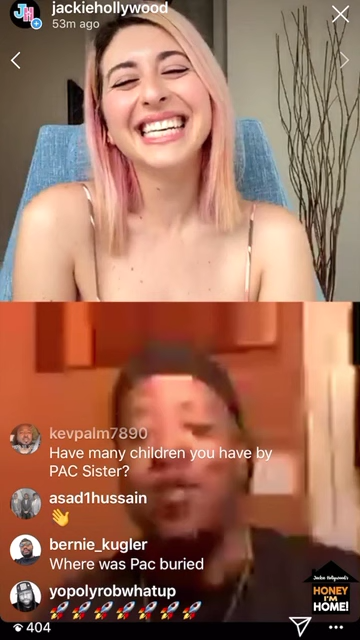 jackiehollywood
53m ago
kevpalm7890
Have many children you have by
PAC Sister?
asad1hussain
👋
bernie_kugler
Where was Pac buried
yopolyrobwhatup
🚀🚀🚀🚀🚀🚀🚀
404
Jackie Hollywood's
HONEY
I'M
HOME!